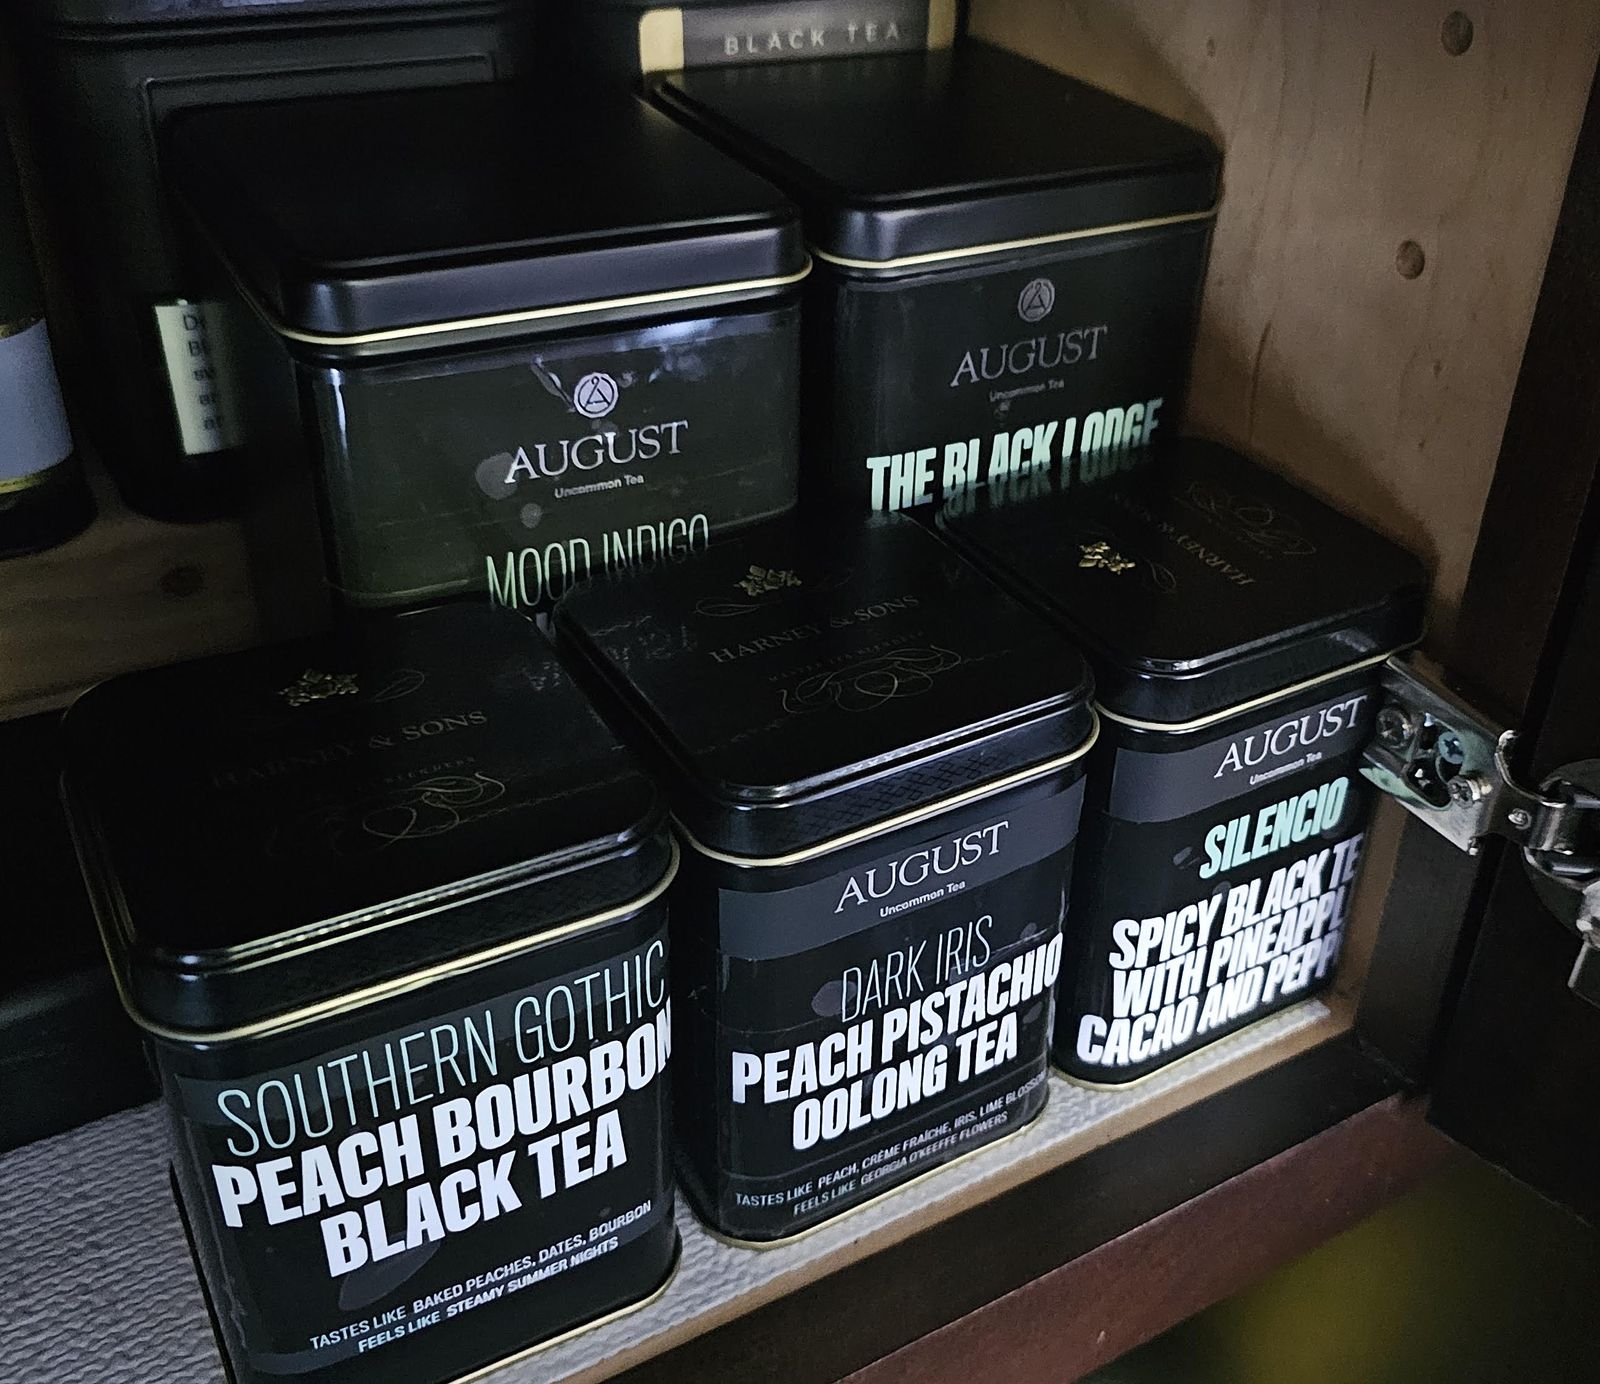 BLACK TEA
AUGUST
Uncommon Tea
THE BLACK LODGE
AUGUST
Uncommon Tea
MOOD INDIGO
HARNEY & SONS
HARNEY & SONS
HARNEY & SONS
MASTER TEA BLENDERS
SOUTHERN GOTHIC
PEACH BOURBON
BLACK TEA
TASTES LIKE BAKED PEACHES, DATES, BOURBON
FEELS LIKE STEAMY SUMMER NIGHTS
AUGUST
Uncommon Tea
DARK IRIS
PEACH PISTACHIO
OOLONG TEA
TASTES LIKE PEACH, CRÈME FRAÎCHE, IRIS, LIME BLOSSOM
FEELS LIKE GEORGIA O'KEEFFE FLOWERS
AUGUST
Uncommon Tea
SILENCIO
SPICY BLACK TE
WITH PINEAPPL
CACAO AND PEPP